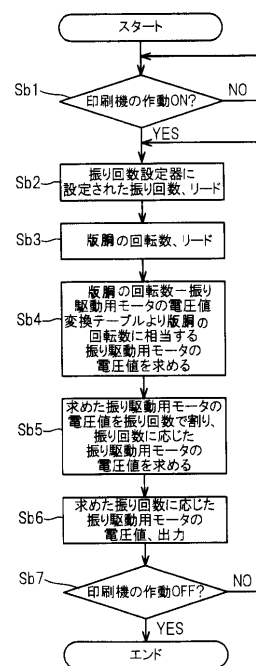 スタート
Sb1
印刷機の作動ON?
NO
YES
Sb2
振り回数設定器に
設定された振り回数、リード
Sb3
版胴の回転数、リード
Sb4
版胴の回転数－振り
駆動用モータの電圧値
変換テーブルより版胴の
回転数に相当する
振り駆動用モータの
電圧値を求める
Sb5
求めた振り駆動用モータの
電圧値を振り回数で割り、
振り回数に応じた
振り駆動用モータの
電圧値を求める
Sb6
求めた振り回数に応じた
振り駆動用モータの
電圧値、出力
Sb7
印刷機の作動OFF?
NO
YES
エンド